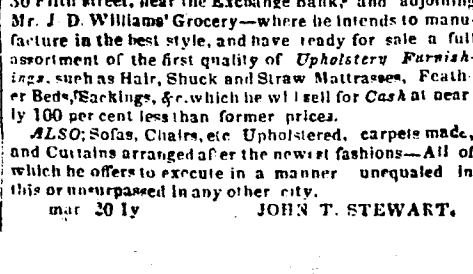 50 Fifth street, near the Exchange Bank, and adjoining
Mr. J D. Williams' Grocery—where he intends to manu
facture in the best style, and have ready for sale a full
assortment of the first quality of Upholstery Furnish-
ings. such as Hair, Shuck and Straw Mattrasses, Feath-
er Beds, Sackings, &c. which he will sell for Cash at near
ly 100 per cent less than former prices.
ALSO; Sofas, Chairs, etc Upholstered, carpets made,
and Curtains arranged after the newest fashions—All of
which he offers to execute in a manner unequaled in
this or unsurpassed in any other city.
mar 20 1y JOHN T. STEWART.